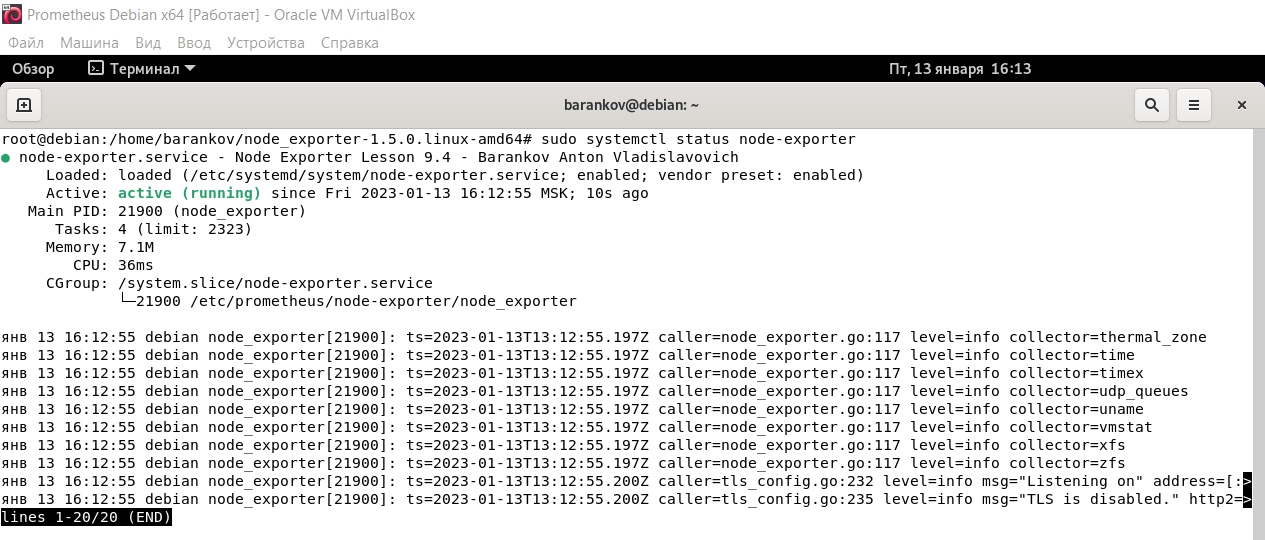 Prometheus Debian x64 [Работает] - Oracle VM VirtualBox
Файл Машина Вид Ввод Устройства Справка
Обзор Терминал Пт, 13 января 16:13
barankov@debian: ~
root@debian:/home/barankov/node_exporter-1.5.0.linux-amd64# sudo systemctl status node-exporter
● node-exporter.service - Node Exporter Lesson 9.4 - Barankov Anton Vladislavovich
     Loaded: loaded (/etc/systemd/system/node-exporter.service; enabled; vendor preset: enabled)
     Active: active (running) since Fri 2023-01-13 16:12:55 MSK; 10s ago
   Main PID: 21900 (node_exporter)
      Tasks: 4 (limit: 2323)
     Memory: 7.1M
        CPU: 36ms
     CGroup: /system.slice/node-exporter.service
             └─21900 /etc/prometheus/node-exporter/node_exporter
янв 13 16:12:55 debian node_exporter[21900]: ts=2023-01-13T13:12:55.197Z caller=node_exporter.go:117 level=info collector=thermal_zone
янв 13 16:12:55 debian node_exporter[21900]: ts=2023-01-13T13:12:55.197Z caller=node_exporter.go:117 level=info collector=time
янв 13 16:12:55 debian node_exporter[21900]: ts=2023-01-13T13:12:55.197Z caller=node_exporter.go:117 level=info collector=timex
янв 13 16:12:55 debian node_exporter[21900]: ts=2023-01-13T13:12:55.197Z caller=node_exporter.go:117 level=info collector=udp_queues
янв 13 16:12:55 debian node_exporter[21900]: ts=2023-01-13T13:12:55.197Z caller=node_exporter.go:117 level=info collector=uname
янв 13 16:12:55 debian node_exporter[21900]: ts=2023-01-13T13:12:55.197Z caller=node_exporter.go:117 level=info collector=vmstat
янв 13 16:12:55 debian node_exporter[21900]: ts=2023-01-13T13:12:55.197Z caller=node_exporter.go:117 level=info collector=xfs
янв 13 16:12:55 debian node_exporter[21900]: ts=2023-01-13T13:12:55.197Z caller=node_exporter.go:117 level=info collector=zfs
янв 13 16:12:55 debian node_exporter[21900]: ts=2023-01-13T13:12:55.200Z caller=tls_config.go:232 level=info msg="Listening on" address=[:>
янв 13 16:12:55 debian node_exporter[21900]: ts=2023-01-13T13:12:55.200Z caller=tls_config.go:235 level=info msg="TLS is disabled." http2=>
lines 1-20/20 (END)